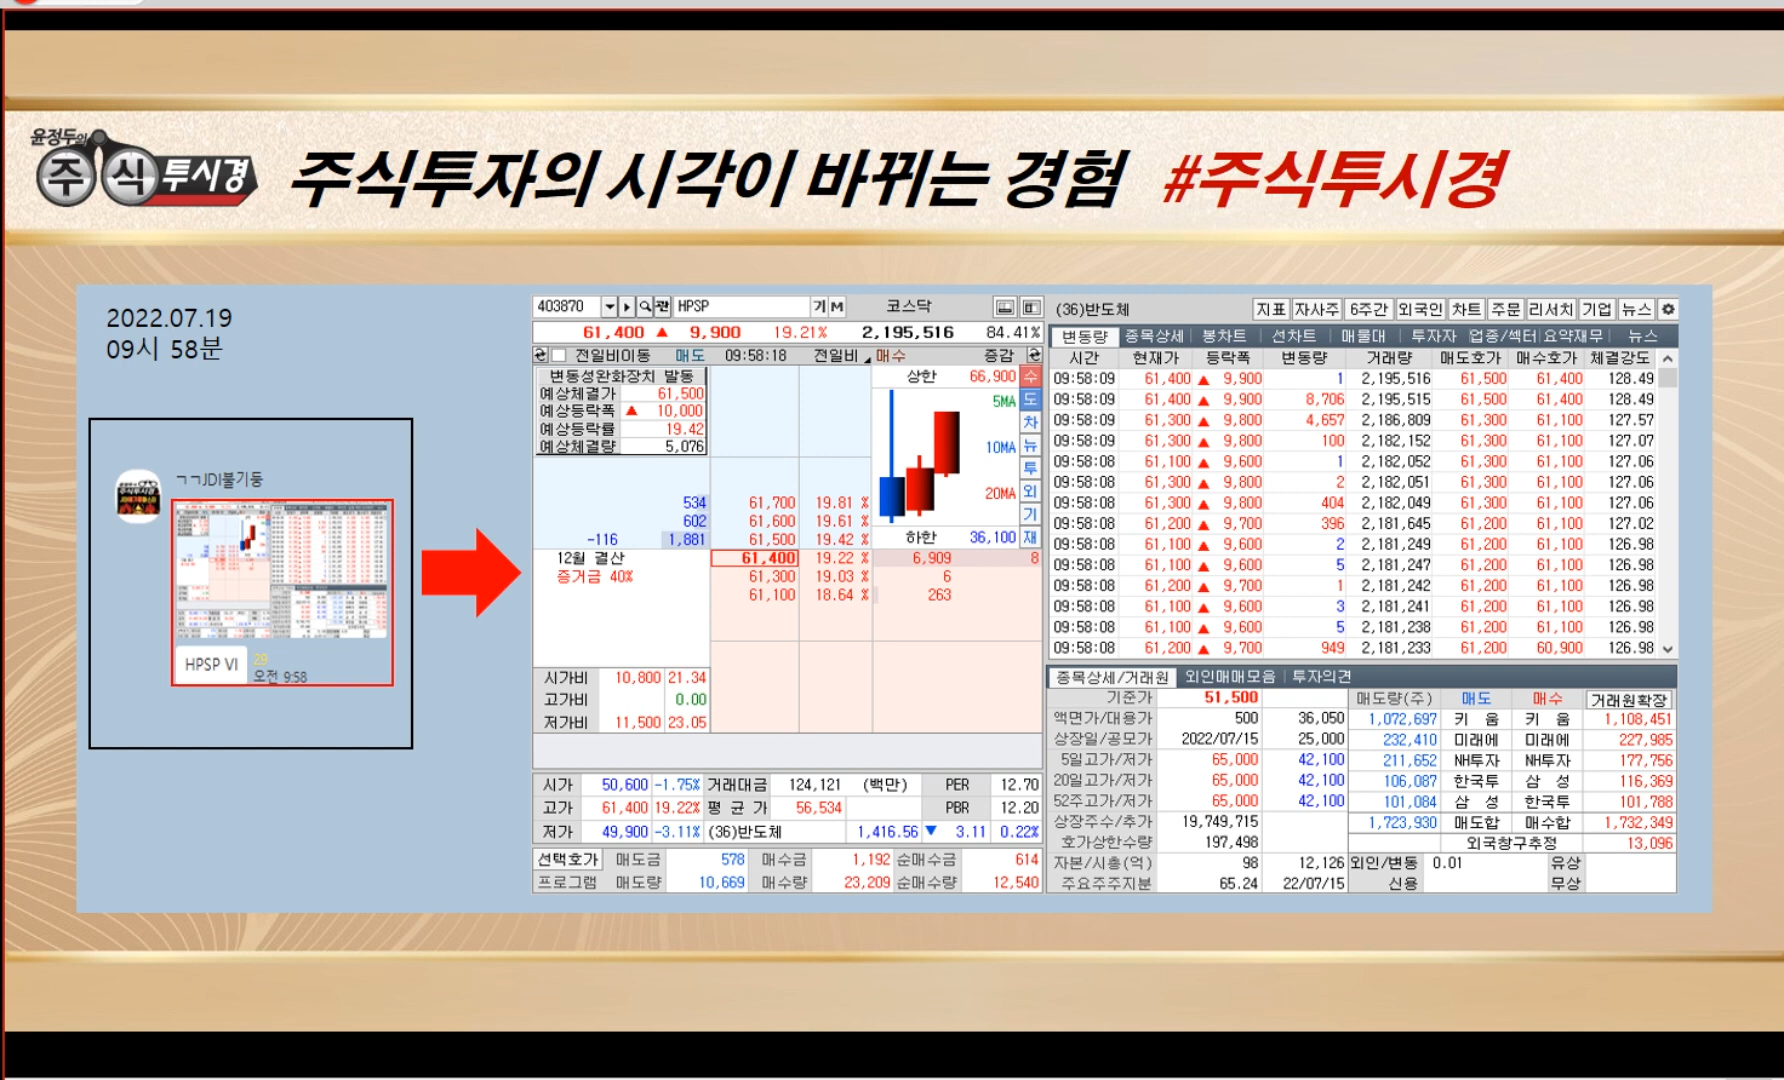 윤정두의
주식투시경
주식투자의 시각이 바뀌는 경험 #주식투시경
2022.07.19
09시 58분
ㄱㄱJDI불기둥
HPSP VI
29
오전 9:58
403870 HPSP 기 M 코스닥
61,400 ▲ 9,900 19.21% 2,195,516 84.41%
전일비이동 매도 09:58:18 전일비 매수 증감
변동성완화장치 발동
예상체결가 61,500
예상등락폭 ▲ 10,000
예상등락률 19.42
예상체결량 5,076
상한 66,900 수
5MA 도
차
10MA 뉴
투
20MA 외
기
하한 36,100 재
534 61,700 19.81 %
602 61,600 19.61 %
-116 1,881 61,500 19.42 %
12월 결산 61,400 19.22 % 6,909 8
증거금 40% 61,300 19.03 % 6
61,100 18.64 % 263
시가비 10,800 21.34
고가비 0.00
저가비 11,500 23.05
시가 50,600 -1.75% 거래대금 124,121 (백만) PER 12.70
고가 61,400 19.22% 평 균 가 56,534 PBR 12.20
저가 49,900 -3.11% (36)반도체 1,416.56 ▼ 3.11 0.22%
선택호가 매도금 578 매수금 1,192 순매수금 614
프로그램 매도량 10,669 매수량 23,209 순매수량 12,540
(36)반도체 지표 자사주 6주간 외국인 차트 주문 리서치 기업 뉴스
변동량 종목상세 봉차트 선차트 매물대 투자자 업종/섹터 요약재무 뉴스
시간 현재가 등락폭 변동량 거래량 매도호가 매수호가 체결강도
09:58:09 61,400 ▲ 9,900 1 2,195,516 61,500 61,400 128.49
09:58:09 61,400 ▲ 9,900 8,706 2,195,515 61,500 61,400 128.49
09:58:09 61,300 ▲ 9,800 4,657 2,186,809 61,300 61,100 127.57
09:58:09 61,300 ▲ 9,800 100 2,182,152 61,300 61,100 127.07
09:58:08 61,100 ▲ 9,600 1 2,182,052 61,300 61,100 127.06
09:58:08 61,300 ▲ 9,800 2 2,182,051 61,300 61,100 127.06
09:58:08 61,300 ▲ 9,800 404 2,182,049 61,300 61,100 127.06
09:58:08 61,200 ▲ 9,700 396 2,181,645 61,200 61,100 127.02
09:58:08 61,100 ▲ 9,600 2 2,181,249 61,200 61,100 126.98
09:58:08 61,100 ▲ 9,600 5 2,181,247 61,200 61,100 126.98
09:58:08 61,200 ▲ 9,700 1 2,181,242 61,200 61,100 126.98
09:58:08 61,100 ▲ 9,600 3 2,181,241 61,200 61,100 126.98
09:58:08 61,100 ▲ 9,600 5 2,181,238 61,200 61,100 126.98
09:58:08 61,200 ▲ 9,700 949 2,181,233 61,200 60,900 126.98
종목상세/거래원 외인매매모음 투자의견
기준가 51,500 매도량(주) 매도 매수 거래원확장
액면가/대용가 500 36,050 1,072,697 키 움 키 움 1,108,451
상장일/공모가 2022/07/15 25,000 232,410 미래에 미래에 227,985
5일고가/저가 65,000 42,100 211,652 NH투자 NH투자 177,756
20일고가/저가 65,000 42,100 106,087 한국투 삼 성 116,369
52주고가/저가 65,000 42,100 101,084 삼 성 한국투 101,788
상장주수/추가 19,749,715 1,723,930 매도합 매수합 1,732,349
호가상한수량 197,498 외국창구추정 13,096
자본/시총(억) 98 12,126 외인/변동 0.01 유상
주요주주지분 65.24 22/07/15 신용 무상